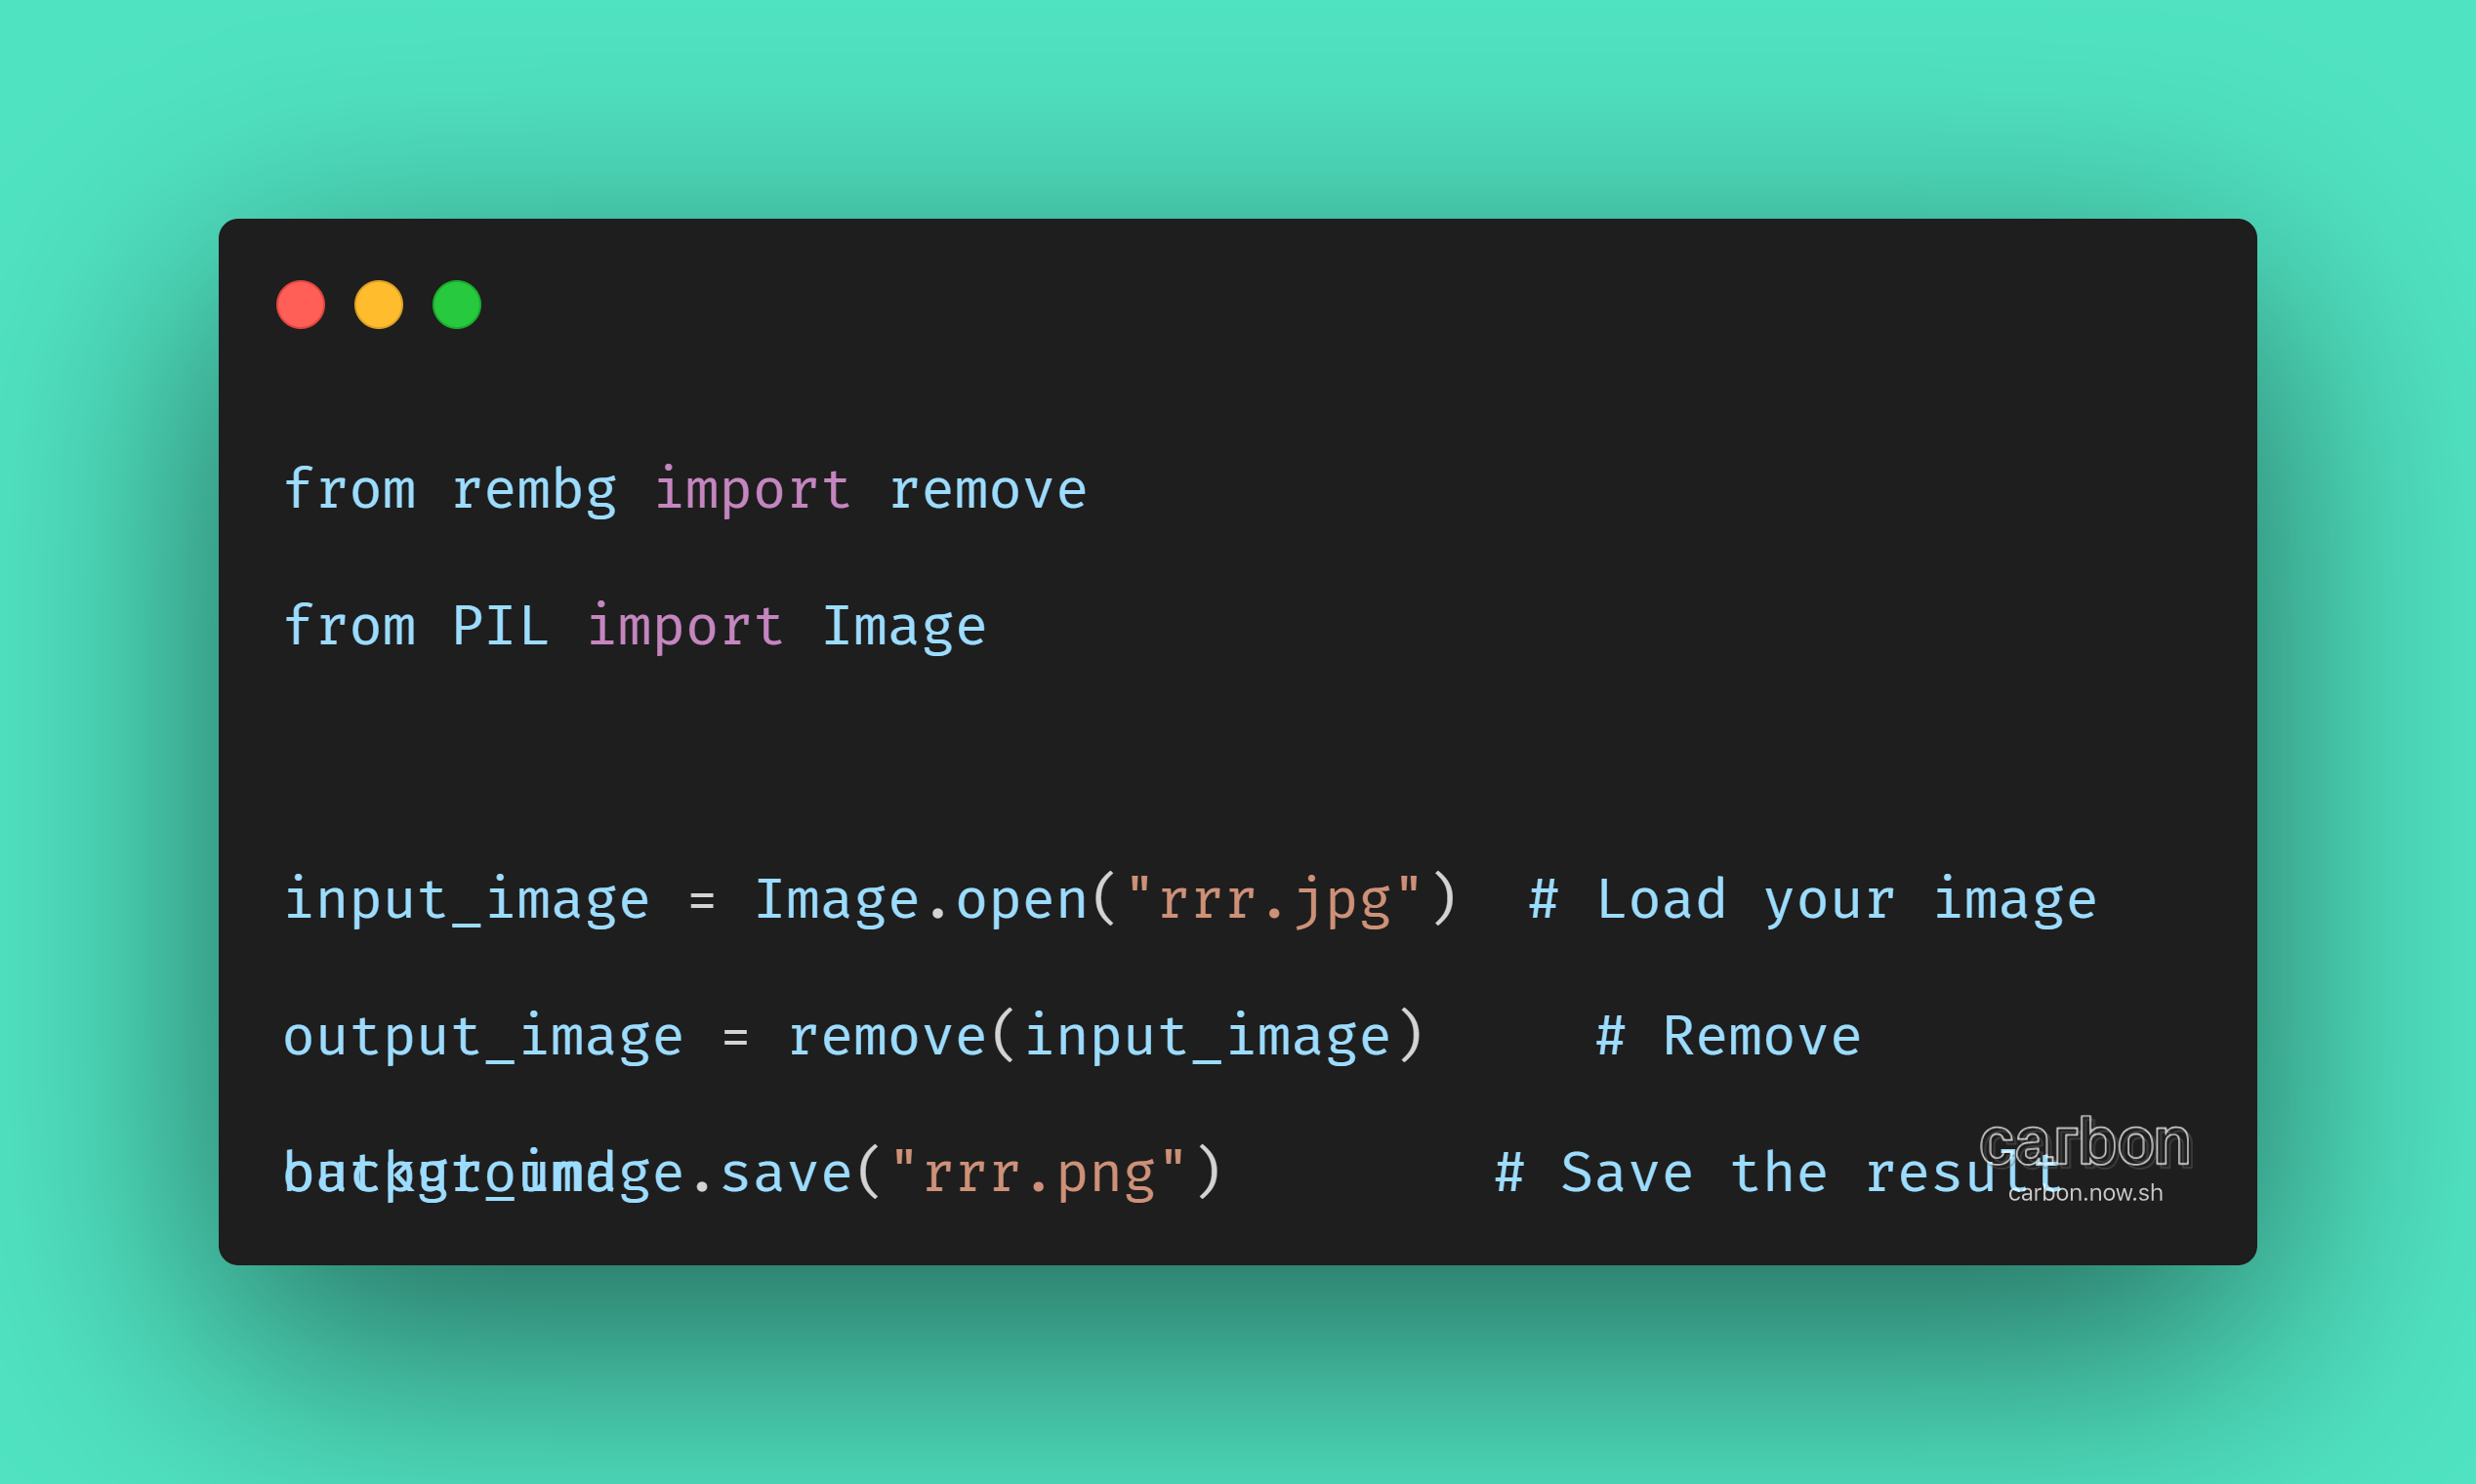 from rembg import remove
from PIL import Image
input_image = Image.open("rrr.jpg")  # Load your image
output_image = remove(input_image)     # Remove
background
output_image.save("rrr.png")        # Save the result
carbon
carbon.now.sh